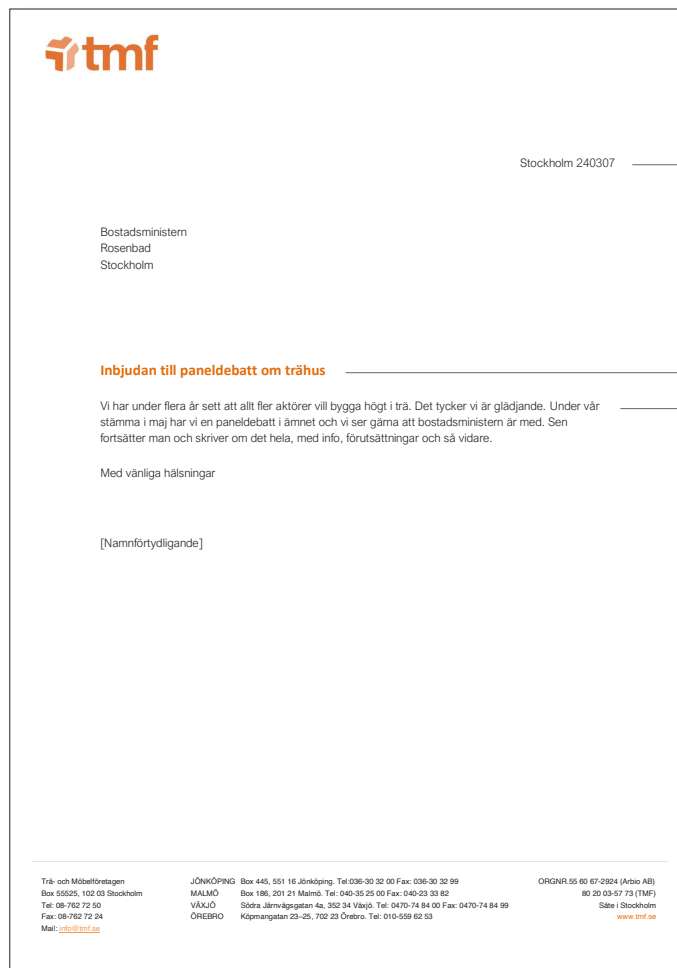 tmf
Stockholm 240307
Bostadsministern
Rosenbad
Stockholm
Inbjudan till paneldebatt om trähus
Vi har under flera år sett att allt fler aktörer vill bygga högt i trä. Det tycker vi är glädjande. Under vår
stämma i maj har vi en paneldebatt i ämnet och vi ser gärna att bostadsministern är med. Sen
fortsätter man och skriver om det hela, med info, förutsättningar och så vidare.
Med vänliga hälsningar
[Namnförtydligande]
Trä- och Möbelföretagen
Box 55525, 102 03 Stockholm
Tel: 08-762 72 50
Fax: 08-762 72 24
Mail: info@tmf.se
JÖNKÖPING Box 445, 551 16 Jönköping. Tel:036-30 32 00 Fax: 036-30 32 99
MALMÖ Box 186, 201 21 Malmö. Tel: 040-35 25 00 Fax: 040-23 33 82
VÄXJÖ Södra Järnvägsgatan 4a, 352 34 Växjö. Tel: 0470-74 84 00 Fax: 0470-74 84 99
ÖREBRO Köpmangatan 23–25, 702 23 Örebro. Tel: 010-559 62 53
ORGNR.55 60 67-2924 (Arbio AB)
80 20 03-57 73 (TMF)
Säte i Stockholm
www.tmf.se